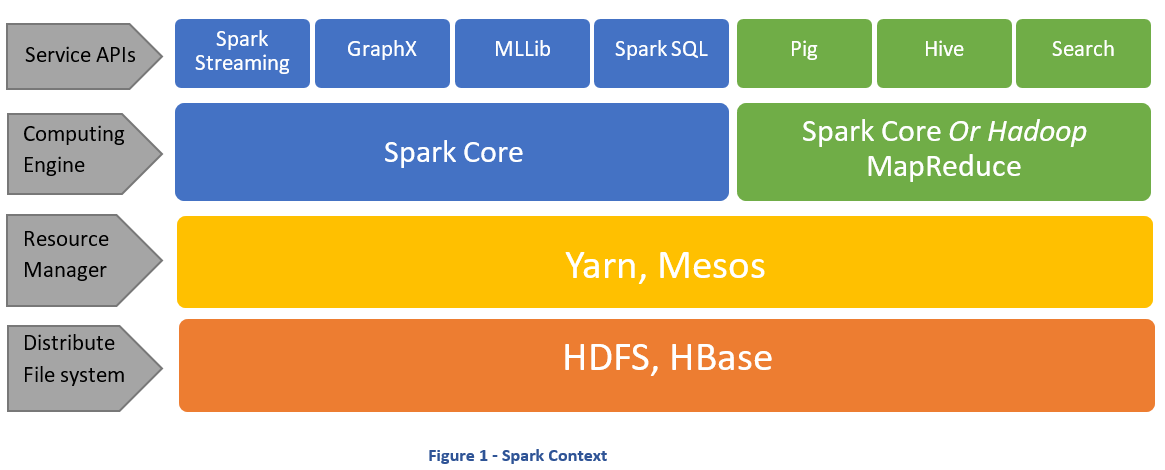 Service APIs
Spark
Streaming
GraphX
MLLib
Spark SQL
Pig
Hive
Search
Computing
Engine
Spark Core
Spark Core Or Hadoop
MapReduce
Resource
Manager
Yarn, Mesos
Distribute
File system
HDFS, HBase
Figure 1 - Spark Context